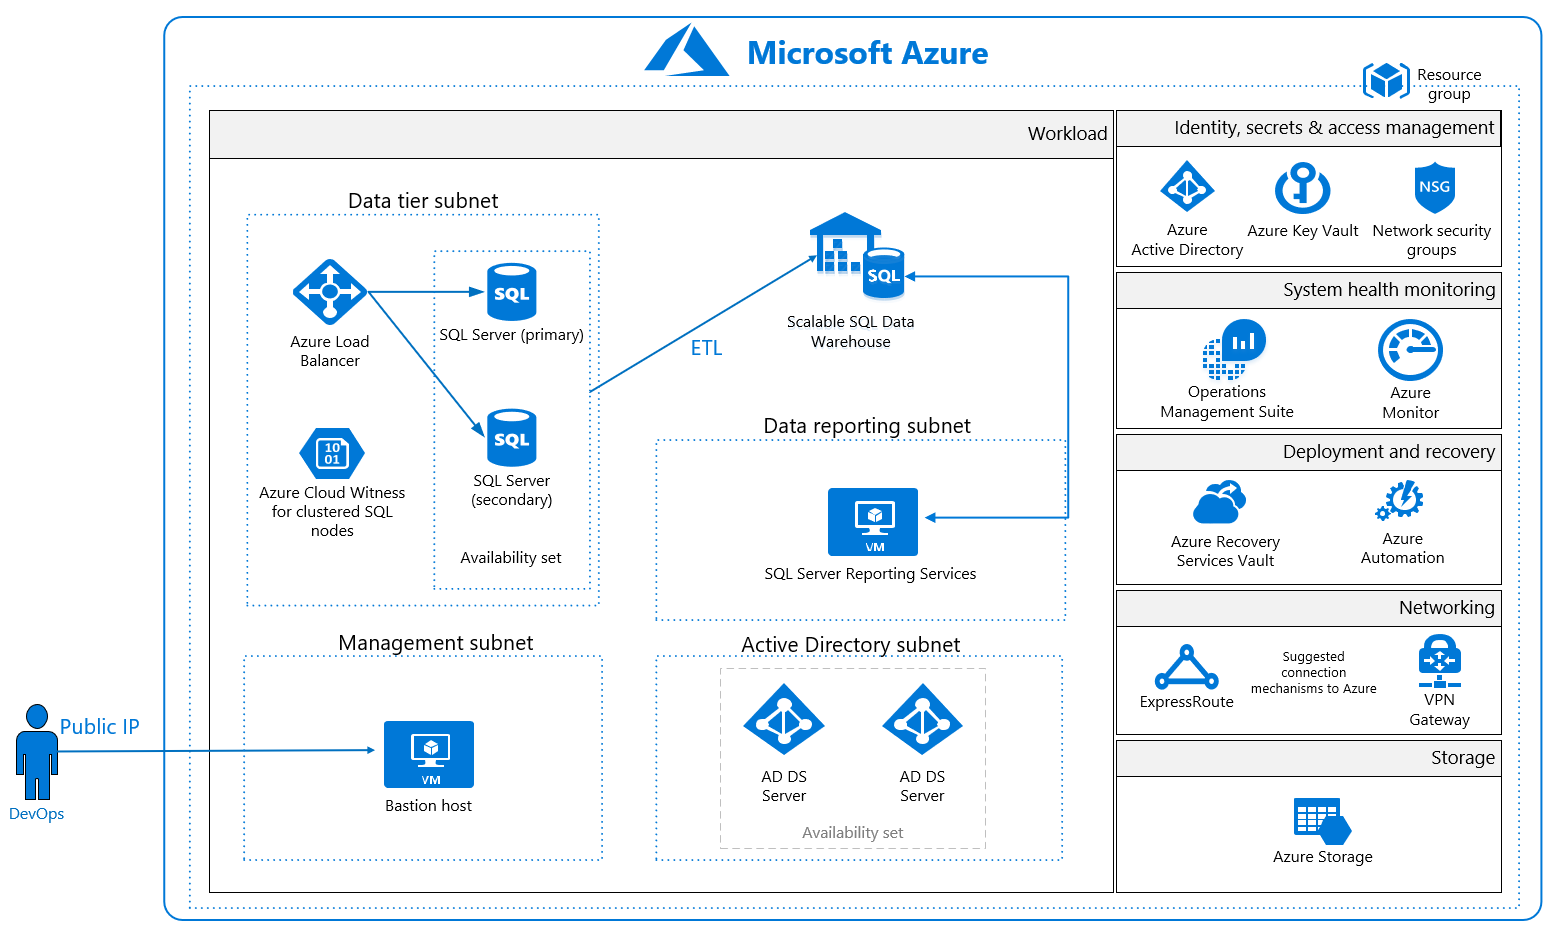 Microsoft Azure
Resource
group
Workload
Data tier subnet
Azure Load
Balancer
SQL
SQL Server (primary)
SQL
SQL Server
(secondary)
10
01
Azure Cloud Witness
for clustered SQL
nodes
Availability set
ETL
SQL
Scalable SQL Data
Warehouse
Data reporting subnet
VM
SQL Server Reporting Services
Management subnet
Public IP
DevOps
VM
Bastion host
Active Directory subnet
AD DS
Server
AD DS
Server
Availability set
Identity, secrets & access management
Azure
Active Directory
Azure Key Vault
NSG
Network security
groups
System health monitoring
Operations
Management Suite
Azure
Monitor
Deployment and recovery
Azure Recovery
Services Vault
Azure
Automation
Networking
ExpressRoute
Suggested
connection
mechanisms to Azure
VPN
Gateway
Storage
Azure Storage